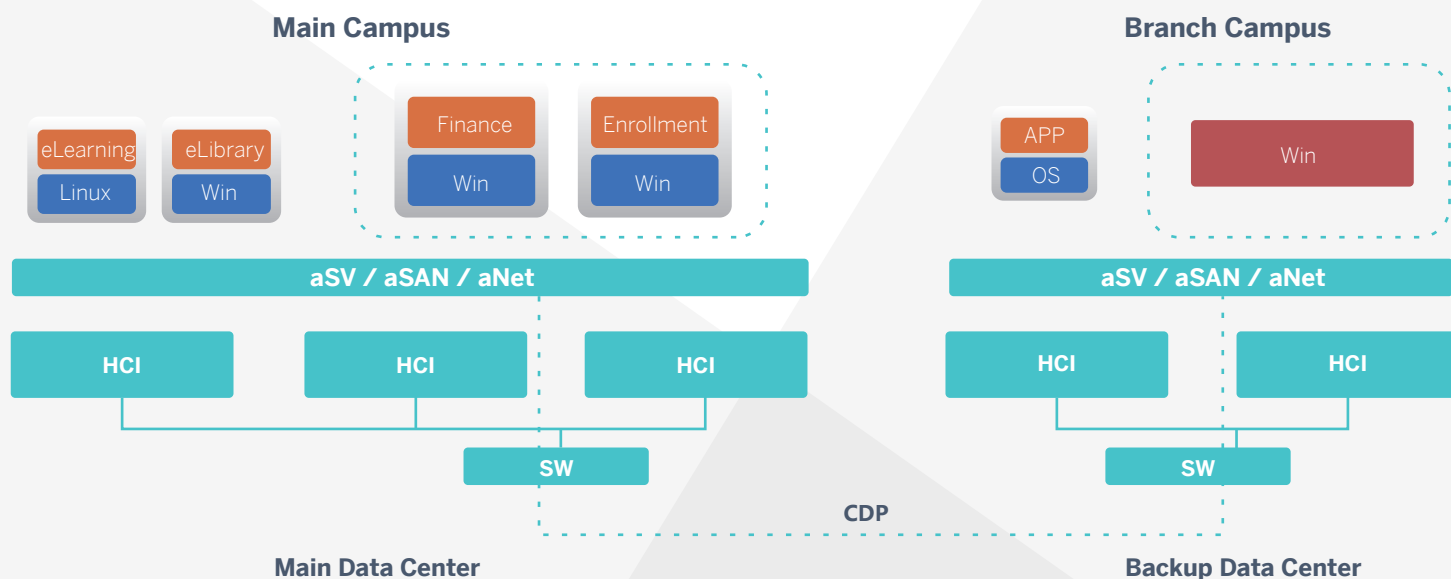 Main Campus
Branch Campus
eLearning
Linux
eLibrary
Win
Finance
Win
Enrollment
Win
APP
OS
Win
aSV / aSAN / aNet
aSV / aSAN / aNet
HCI
HCI
HCI
HCI
HCI
SW
SW
CDP
Main Data Center
Backup Data Center